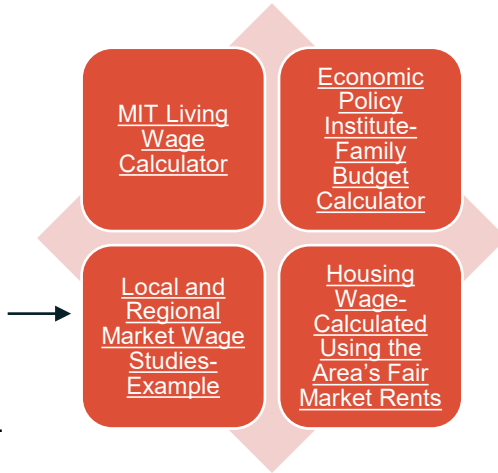 MIT Living
Wage
Calculator
Economic
Policy
Institute-
Family
Budget
Calculator
Local and
Regional
Market Wage
Studies-
Example
Housing
Wage-
Calculated
Using the
Area's Fair
Market Rents